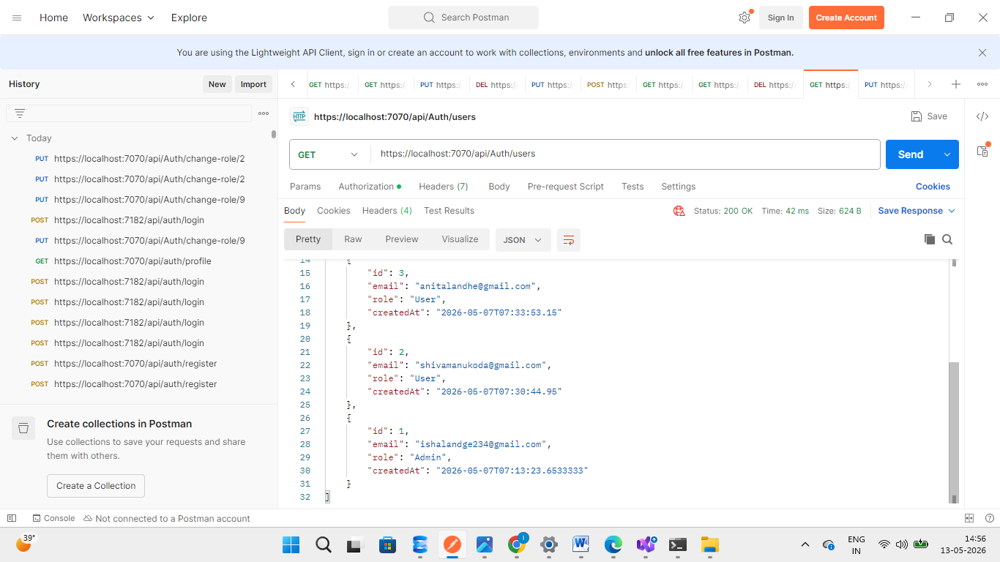 Home Workspaces Explore Search Postman Sign In Create Account
You are using the Lightweight API Client, sign in or create an account to work with collections, environments and unlock all free features in Postman.
History New Import
GET https:/ GET https:/ PUT https:/ DEL https:/ PUT https:/ POST https: GET https:/ GET https:/ DEL https:/ GET https:/ PUT https:/
Today
PUT https://localhost:7070/api/Auth/change-role/2
PUT https://localhost:7070/api/Auth/change-role/2
PUT https://localhost:7070/api/Auth/change-role/9
POST https://localhost:7182/api/auth/login
PUT https://localhost:7070/api/Auth/change-role/9
GET https://localhost:7070/api/auth/profile
POST https://localhost:7182/api/auth/login
POST https://localhost:7182/api/auth/login
POST https://localhost:7182/api/auth/login
POST https://localhost:7182/api/auth/login
POST https://localhost:7070/api/auth/register
POST https://localhost:7070/api/auth/register
Create collections in Postman
Use collections to save your requests and share
them with others.
Create a Collection
HTTP https://localhost:7070/api/Auth/users Save
GET https://localhost:7070/api/Auth/users Send
Params Authorization Headers (7) Body Pre-request Script Tests Settings Cookies
Body Cookies Headers (4) Test Results Status: 200 OK Time: 42 ms Size: 624 B Save Response
Pretty Raw Preview Visualize JSON
14 {
15 "id": 3,
16 "email": "anitalandhe@gmail.com",
17 "role": "User",
18 "createdAt": "2026-05-07T07:33:53.15"
19 },
20 {
21 "id": 2,
22 "email": "shivamanukoda@gmail.com",
23 "role": "User",
24 "createdAt": "2026-05-07T07:30:44.95"
25 },
26 {
27 "id": 1,
28 "email": "ishalandge234@gmail.com",
29 "role": "Admin",
30 "createdAt": "2026-05-07T07:13:23.6533333"
31 }
32 ]
Console Not connected to a Postman account
39°
ENG
IN
14:56
13-05-2026